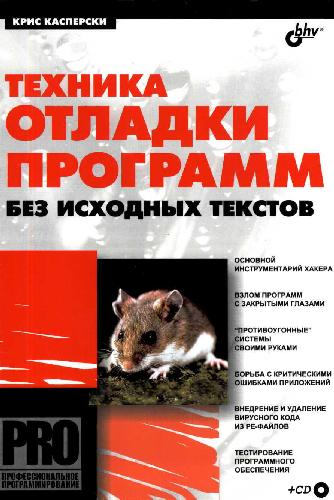 КРИС КАСПЕРСКИ
bhv®
ТЕХНИКА
ОТЛАДКИ
ПРОГРАММ
БЕЗ ИСХОДНЫХ ТЕКСТОВ
ОСНОВНОЙ
ИНСТРУМЕНТАРИЙ ХАКЕРА
ВЗЛОМ ПРОГРАММ
С ЗАКРЫТЫМИ ГЛАЗАМИ
"ПРОТИВОУГОННЫЕ"
СИСТЕМЫ
СВОИМИ РУКАМИ
БОРЬБА С КРИТИЧЕСКИМИ
ОШИБКАМИ ПРИЛОЖЕНИЙ
ВНЕДРЕНИЕ И УДАЛЕНИЕ
ВИРУСНОГО КОДА
ИЗ PE-ФАЙЛОВ
ТЕСТИРОВАНИЕ
ПРОГРАММНОГО
ОБЕСПЕЧЕНИЯ
PRO
ПРОФЕССИОНАЛЬНОЕ
ПРОГРАММИРОВАНИЕ
+CD